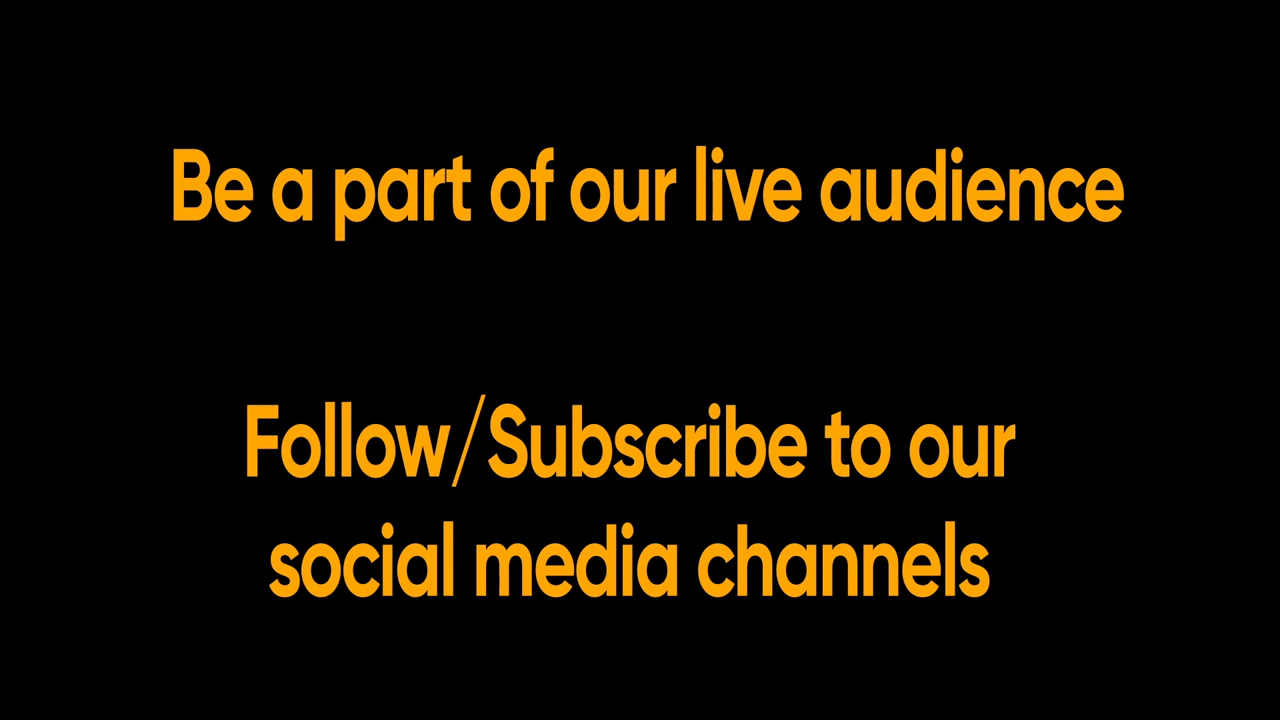 Be a part of our live audience
Follow/Subscribe to our
social media channels